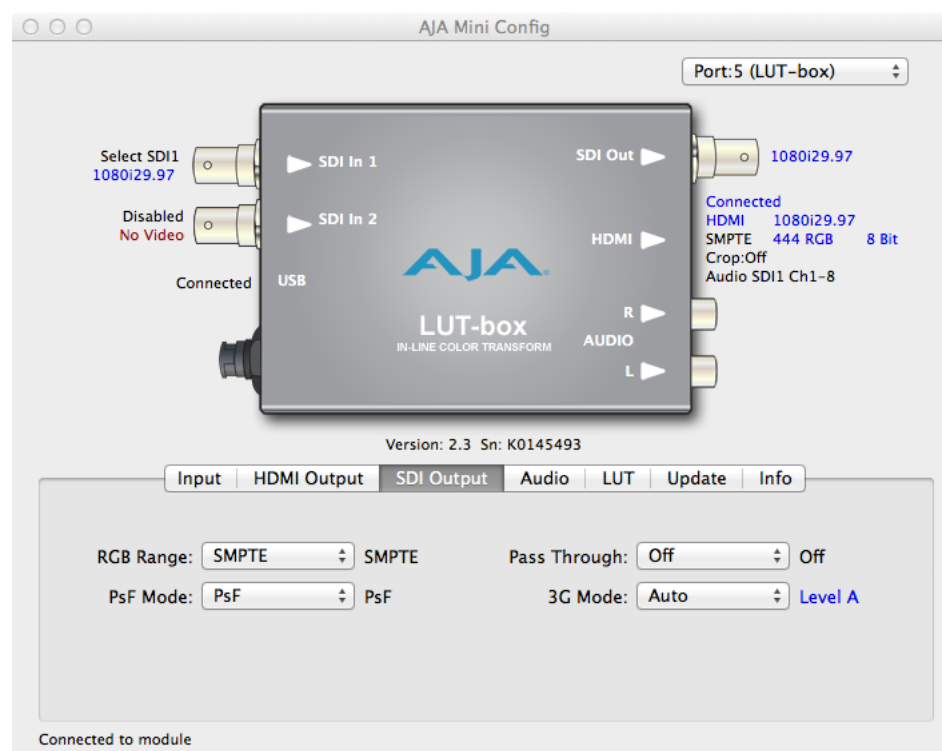 AJA Mini Config
Port:5 (LUT-box)
Select SDI1
1080i29.97
SDI In 1
SDI Out
1080i29.97
Disabled
No Video
SDI In 2
Connected
HDMI 1080i29.97
HDMI
SMPTE 444 RGB 8 Bit
Crop:Off
Audio SDI1 Ch1-8
Connected
USB
AJA
R
LUT-box
AUDIO
IN-LINE COLOR TRANSFORM
L
Version: 2.3 Sn: K0145493
Input HDMI Output SDI Output Audio LUT Update Info
RGB Range: SMPTE SMPTE Pass Through: Off Off
PsF Mode: PsF PsF 3G Mode: Auto Level A
Connected to module